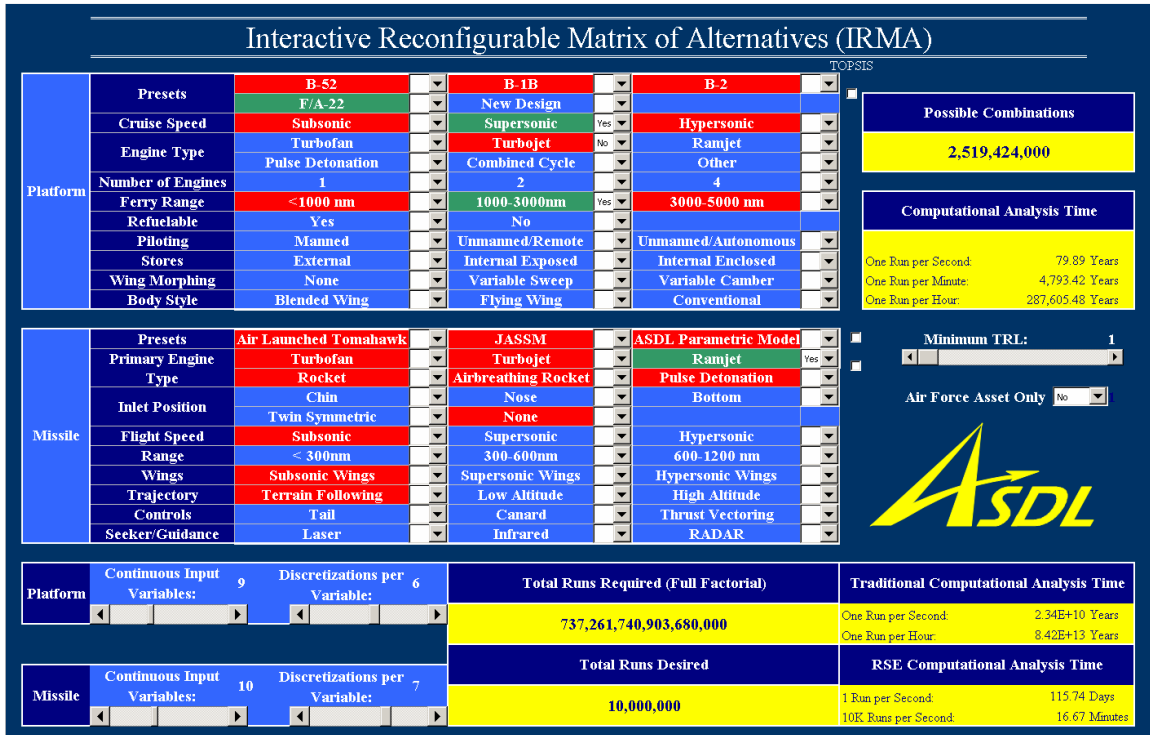 Interactive Reconfigurable Matrix of Alternatives (IRMA)
TOPSIS
Platform
Presets B-52 B-1B B-2
F/A-22 New Design
Cruise Speed Subsonic Supersonic Yes Hypersonic
Engine Type Turbofan Turbojet No Ramjet
Pulse Detonation Combined Cycle Other
Number of Engines 1 2 4
Ferry Range <1000 nm 1000-3000nm Yes 3000-5000 nm
Refuelable Yes No
Piloting Manned Unmanned/Remote Unmanned/Autonomous
Stores External Internal Exposed Internal Enclosed
Wing Morphing None Variable Sweep Variable Camber
Body Style Blended Wing Flying Wing Conventional
Possible Combinations
2,519,424,000
Computational Analysis Time
One Run per Second: 79.89 Years
One Run per Minute: 4,793.42 Years
One Run per Hour: 287,605.48 Years
Missile
Presets Air Launched Tomahawk JASSM ASDL Parametric Model
Primary Engine Turbofan Turbojet Ramjet Yes
Type Rocket Airbreathing Rocket Pulse Detonation
Inlet Position Chin Nose Bottom
Twin Symmetric None
Flight Speed Subsonic Supersonic Hypersonic
Range < 300nm 300-600nm 600-1200 nm
Wings Subsonic Wings Supersonic Wings Hypersonic Wings
Trajectory Terrain Following Low Altitude High Altitude
Controls Tail Canard Thrust Vectoring
Seeker/Guidance Laser Infrared RADAR
Minimum TRL: 1
Air Force Asset Only No 1
ASDL
Platform
Continuous Input
Variables: 9
Discretizations per
Variable: 6
Total Runs Required (Full Factorial)
737,261,740,903,680,000
Traditional Computational Analysis Time
One Run per Second: 2.34E+10 Years
One Run per Hour: 8.42E+13 Years
Missile
Continuous Input
Variables: 10
Discretizations per
Variable: 7
Total Runs Desired
10,000,000
RSE Computational Analysis Time
1 Run per Second: 115.74 Days
10K Runs per Second: 16.67 Minutes